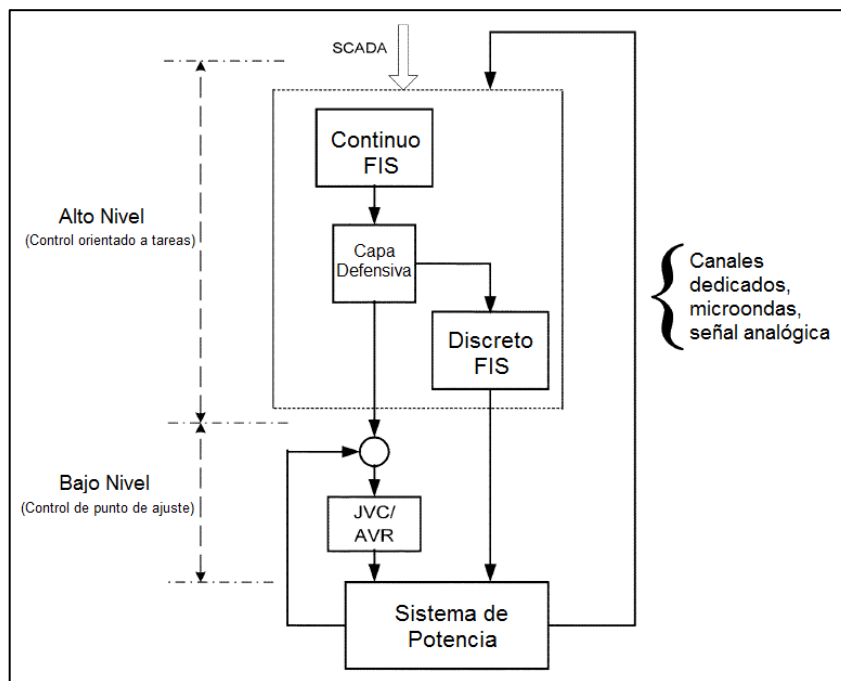 SCADA
Continuo
FIS
Alto Nivel
(Control orientado a tareas)
Capa
Defensiva
Discreto
FIS
Canales
dedicados,
microondas,
señal analógica
Bajo Nivel
(Control de punto de ajuste)
JVC/
AVR
Sistema de
Potencia